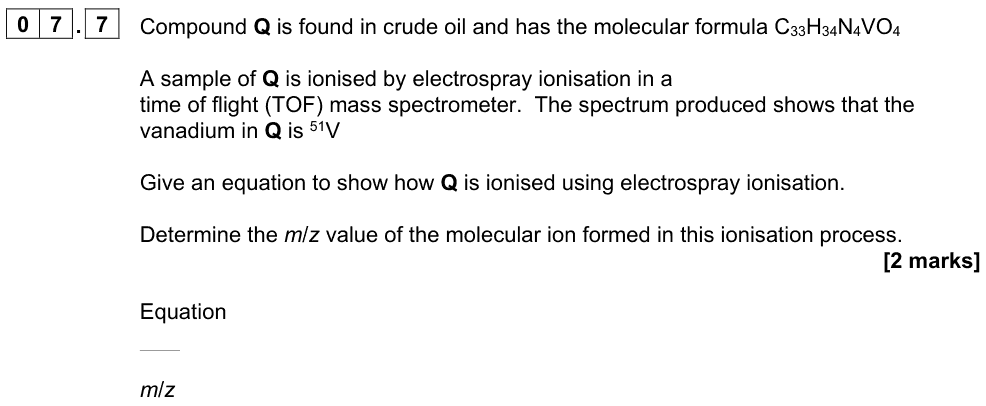 0 7 . 7 Compound Q is found in crude oil and has the molecular formula C₃₃H₃₄N₄VO₄
A sample of Q is ionised by electrospray ionisation in a
time of flight (TOF) mass spectrometer. The spectrum produced shows that the
vanadium in Q is ⁵¹V
Give an equation to show how Q is ionised using electrospray ionisation.
Determine the m/z value of the molecular ion formed in this ionisation process.
[2 marks]
Equation
m/z